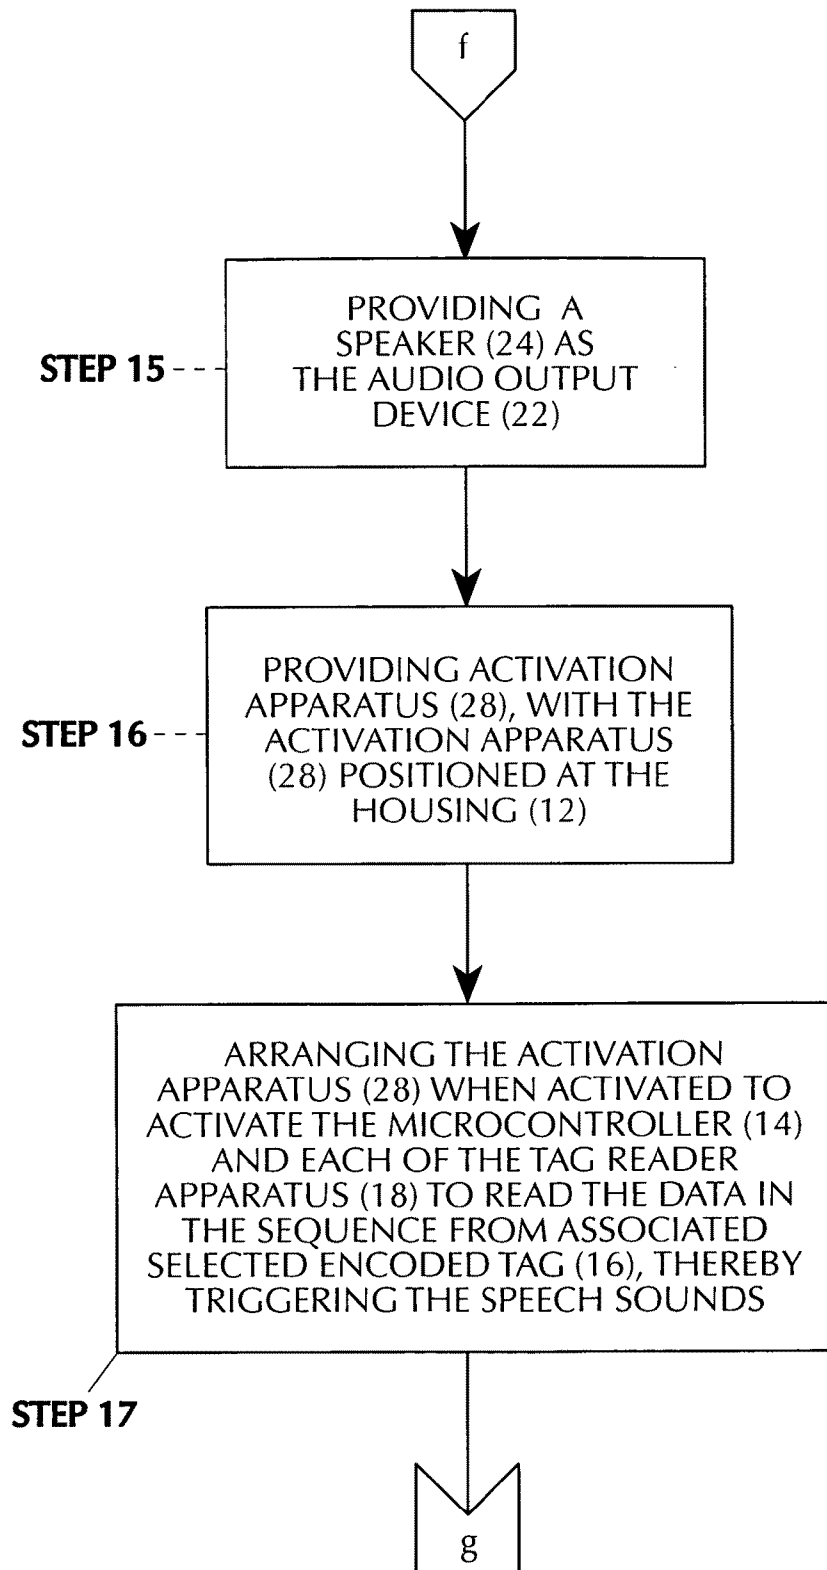 f
PROVIDING A
SPEAKER (24) AS
THE AUDIO OUTPUT
DEVICE (22)
STEP 15
PROVIDING ACTIVATION
APPARATUS (28), WITH THE
ACTIVATION APPARATUS
(28) POSITIONED AT THE
HOUSING (12)
STEP 16
ARRANGING THE ACTIVATION
APPARATUS (28) WHEN ACTIVATED TO
ACTIVATE THE MICROCONTROLLER (14)
AND EACH OF THE TAG READER
APPARATUS (18) TO READ THE DATA IN
THE SEQUENCE FROM ASSOCIATED
SELECTED ENCODED TAG (16), THEREBY
TRIGGERING THE SPEECH SOUNDS
STEP 17
g